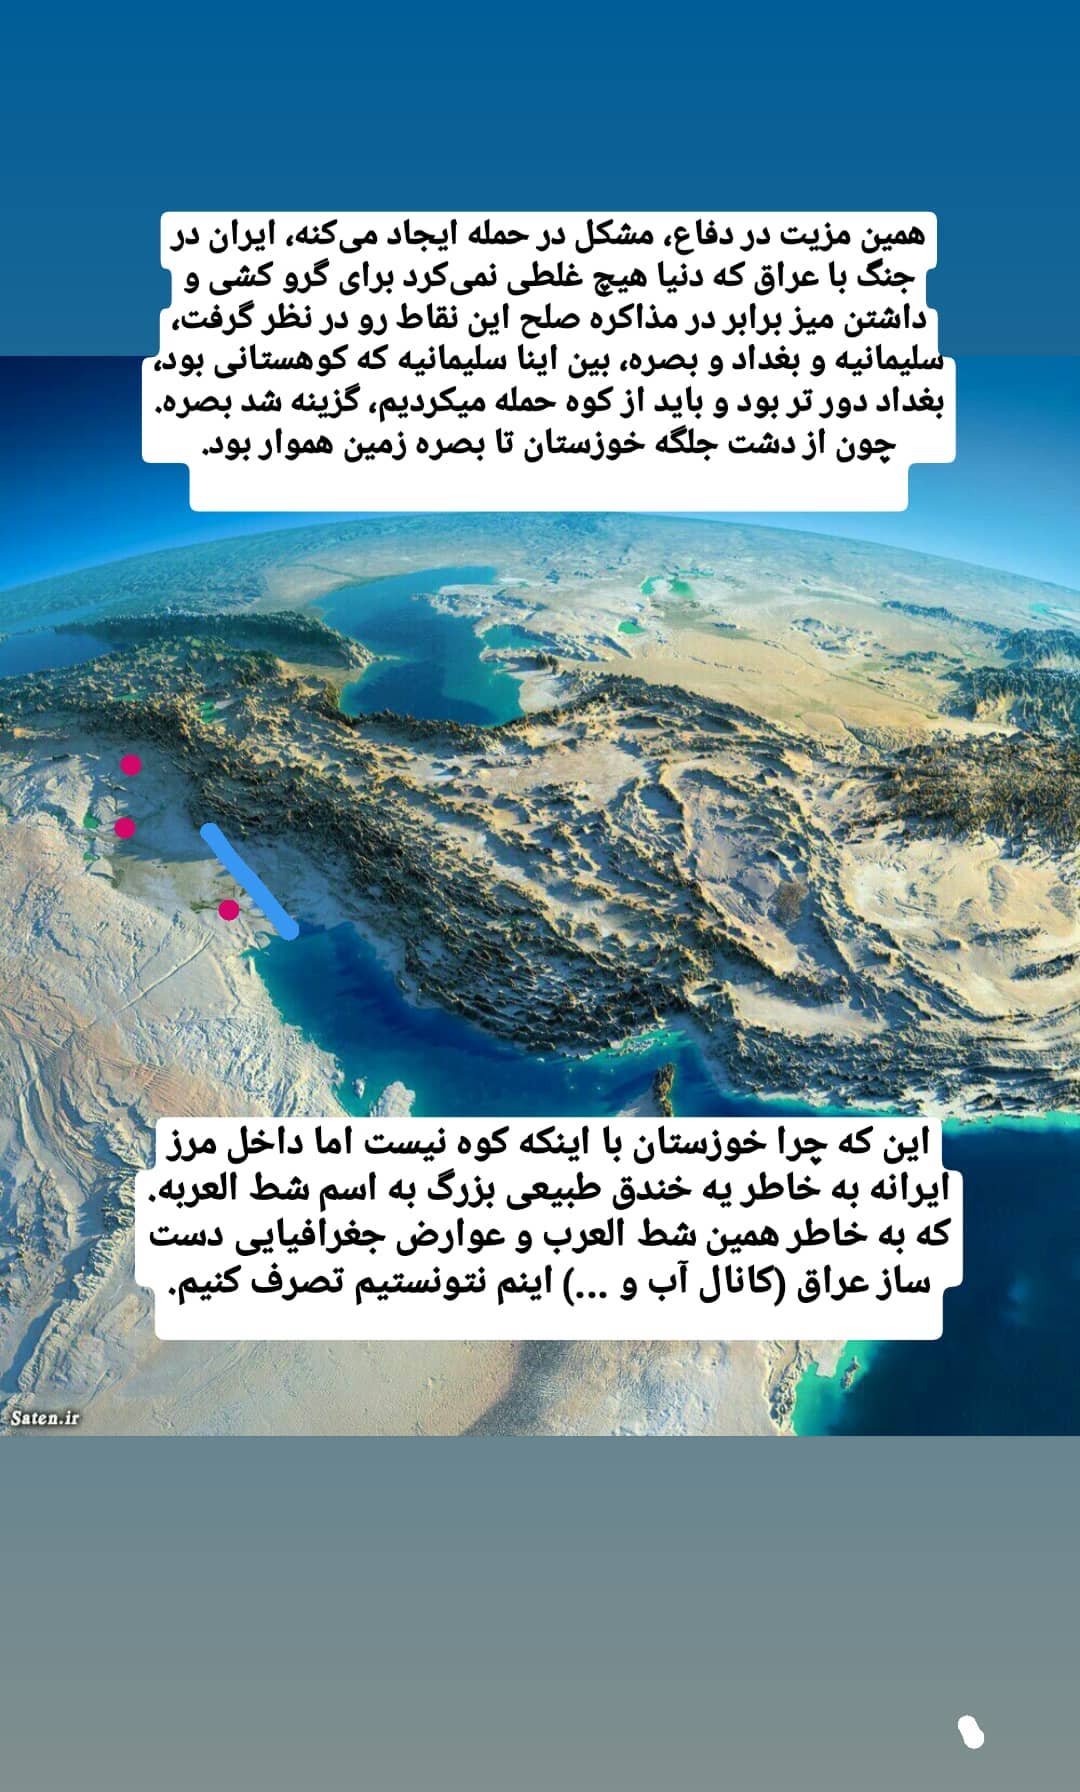 همین مزیت در دفاع، مشکل در حمله ایجاد می‌کنه، ایران در
جنگ با عراق که دنیا هیچ غلطی نمی‌کرد برای گرو کشی و
داشتن میز برابر در مذاکره صلح این نقاط رو در نظر گرفت،
سلیمانیه و بغداد و بصره، بین اینا سلیمانیه که کوهستانی بود،
بغداد دور تر بود و باید از کوه حمله میکردیم، گزینه شد بصره.
چون از دشت جلگه خوزستان تا بصره زمین هموار بود.
این که چرا خوزستان با اینکه کوه نیست اما داخل مرز
ایرانه به خاطر یه خندق طبیعی بزرگ به اسم شط العربه.
که به خاطر همین شط العرب و عوارض جغرافیایی دست
ساز عراق (کانال آب و ...) اینم نتونستیم تصرف کنیم.
Saten.ir